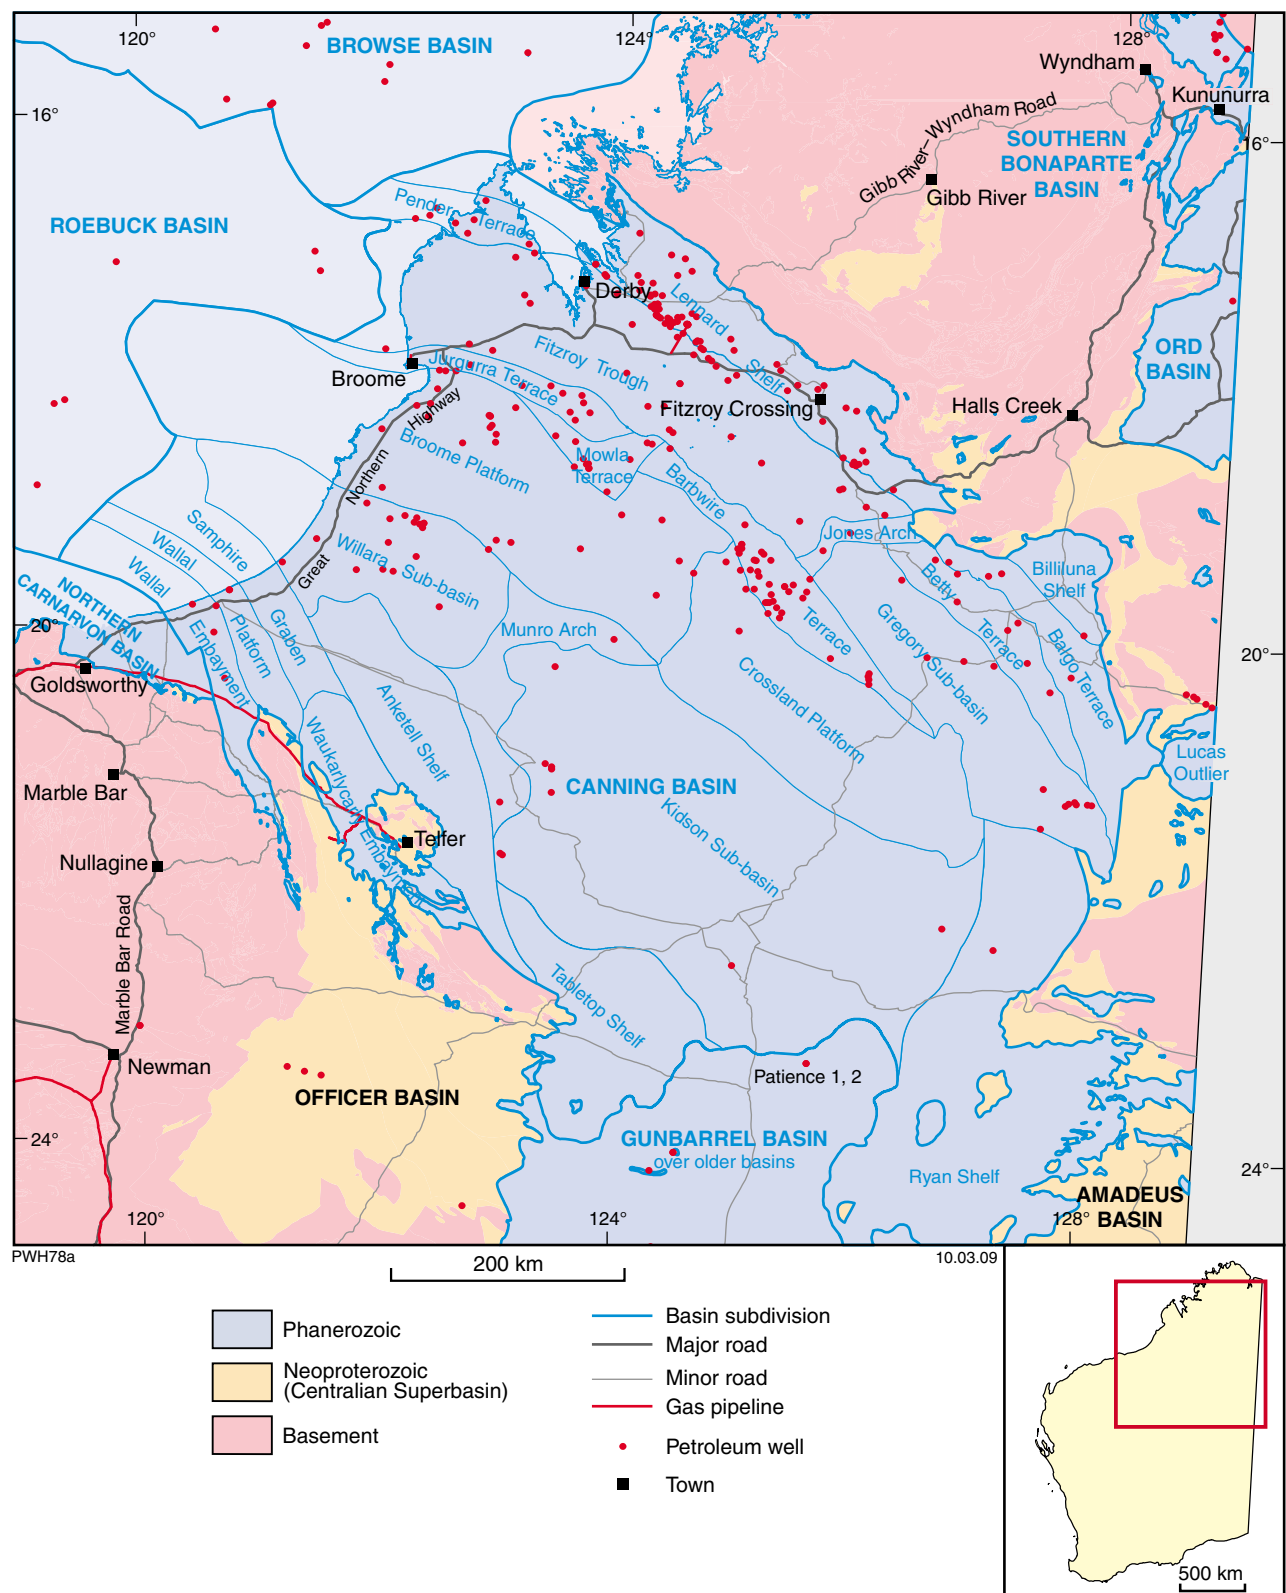 120°
124°
128°
BROWSE BASIN
Wyndham
Kununurra
16°
16°
Gibb River–Wyndham Road
SOUTHERN
BONAPARTE
BASIN
Gibb River
Pender Terrace
ROEBUCK BASIN
Derby
Lennard Shelf
ORD
BASIN
Fitzroy Trough
Jurgurra Terrace
Broome
Fitzroy Crossing
Halls Creek
Great Northern Highway
Broome Platform
Mowla
Terrace
Barbwire Terrace
Samphire Graben
Wallal Platform
Wallal Embayment
Willara Sub-basin
Jones Arch
Billiluna
Shelf
Betty Terrace
NORTHERN
CARNARVON BASIN
20°
20°
Munro Arch
Gregory Sub-basin
Balgo Terrace
Goldsworthy
Crossland Platform
Anketell Shelf
Waukarlycarly Embayment
Lucas
Outlier
Marble Bar
CANNING BASIN
Kidson Sub-basin
Telfer
Nullagine
Marble Bar Road
Tabletop Shelf
Newman
Patience 1, 2
OFFICER BASIN
24°
GUNBARREL BASIN
over older basins
Ryan Shelf
24°
AMADEUS
BASIN
120°
124°
128°
PWH78a
10.03.09
200 km
Phanerozoic
Neoproterozoic
(Centralian Superbasin)
Basement
Basin subdivision
Major road
Minor road
Gas pipeline
Petroleum well
Town
500 km